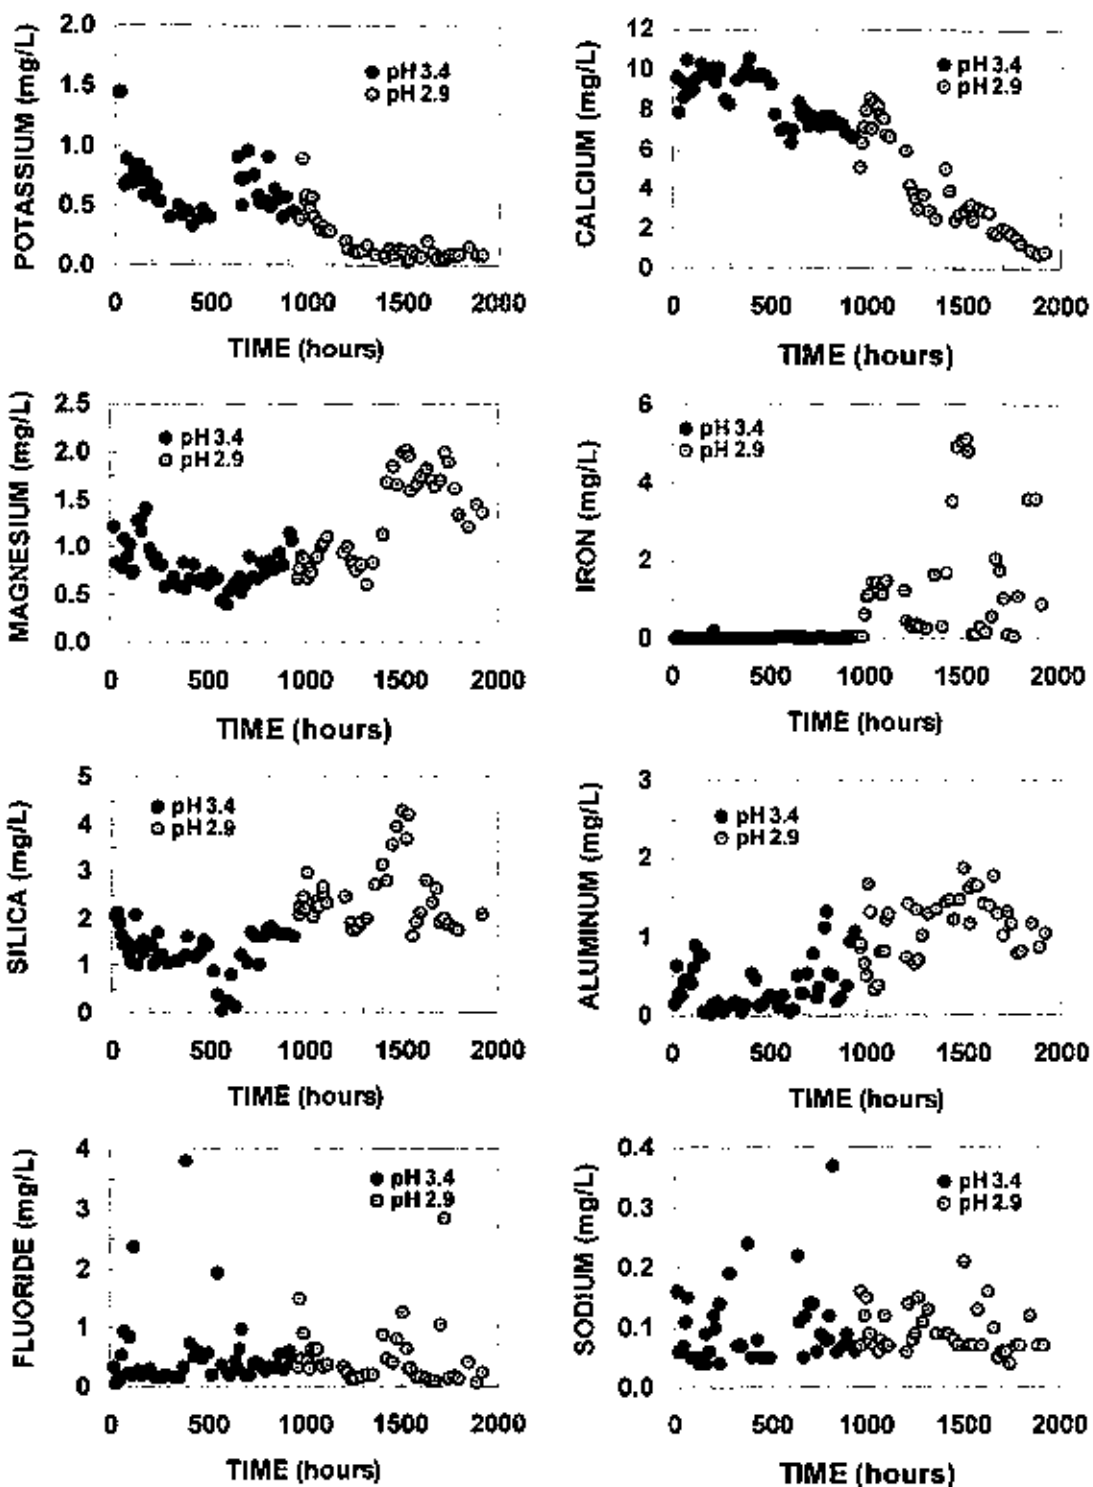 POTASSIUM (mg/L)
2.0
1.5
1.0
0.5
0.0
pH 3.4
pH 2.9
0 500 1000 1500 2000
TIME (hours)
CALCIUM (mg/L)
12
10
8
6
4
2
0
pH 3.4
pH 2.9
0 500 1000 1500 2000
TIME (hours)
MAGNESIUM (mg/L)
2.5
2.0
1.5
1.0
0.5
0.0
pH 3.4
pH 2.9
0 500 1000 1500 2000
TIME (hours)
IRON (mg/L)
6
4
2
0
pH 3.4
pH 2.9
0 500 1000 1500 2000
TIME (hours)
SILICA (mg/L)
5
4
3
2
1
0
pH 3.4
pH 2.9
0 500 1000 1500 2000
TIME (hours)
ALUMINUM (mg/L)
3
2
1
0
pH 3.4
pH 2.9
0 500 1000 1500 2000
TIME (hours)
FLUORIDE (mg/L)
4
3
2
1
0
pH 3.4
pH 2.9
0 500 1000 1500 2000
TIME (hours)
SODIUM (mg/L)
0.4
0.3
0.2
0.1
0.0
pH 3.4
pH 2.9
0 500 1000 1500 2000
TIME (hours)